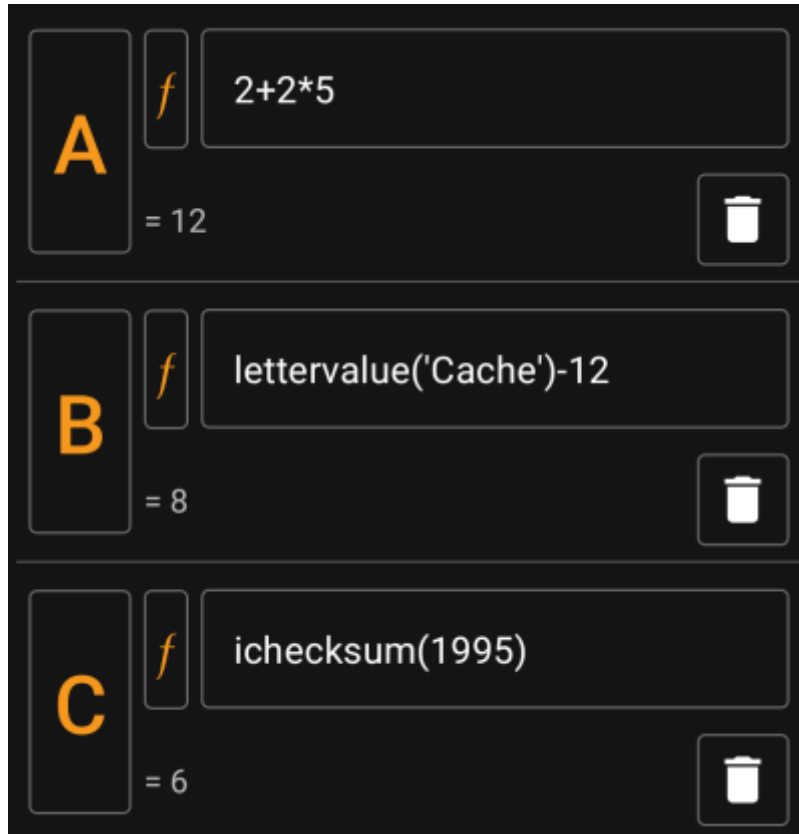 A
f
2+2*5
= 12
B
f
lettervalue('Cache')-12
= 8
C
f
ichecksum(1995)
= 6